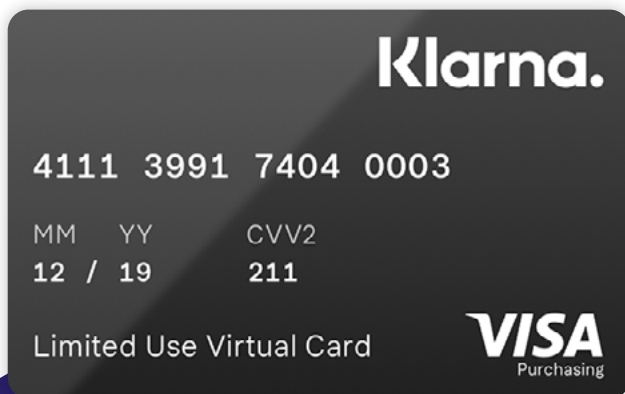 Klarna.
4111 3991 7404 0003
MM YY CVV2
12 / 19 211
Limited Use Virtual Card
VISA
Purchasing